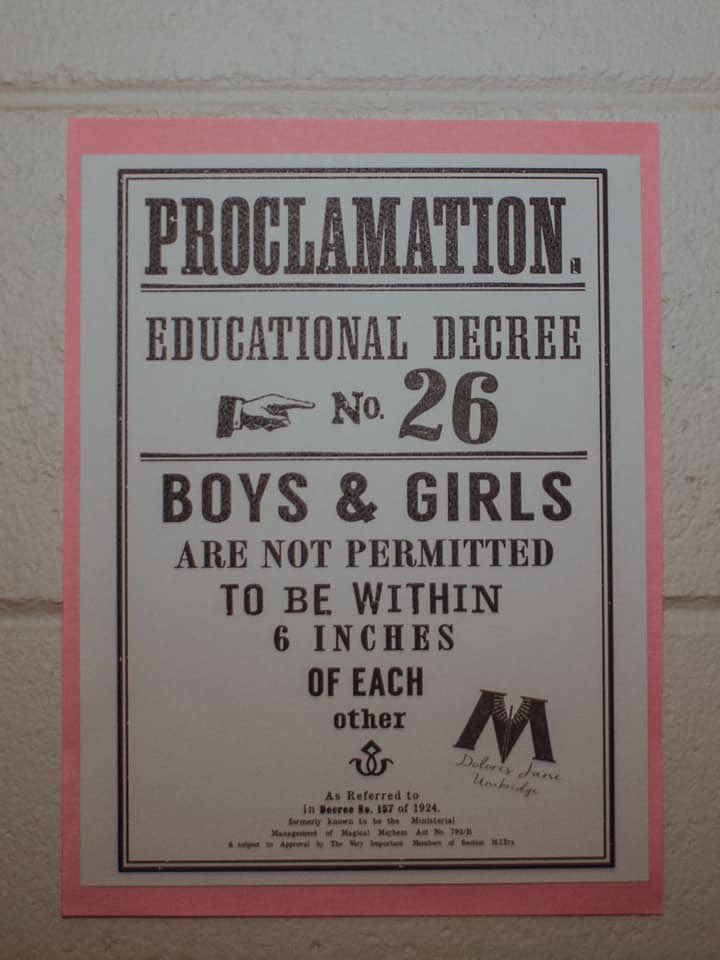 PROCLAMATION.
EDUCATIONAL DECREE
No. 26
BOYS & GIRLS
ARE NOT PERMITTED
TO BE WITHIN
6 INCHES
OF EACH
other
M
Dolores Jane
Umbridge
As Referred to
in Decree No. 157 of 1924.
formerly known to be the Ministerial
Management of Magical Mayhem Act No. 792/B
& subject to Approval by The Very Important Members of Section